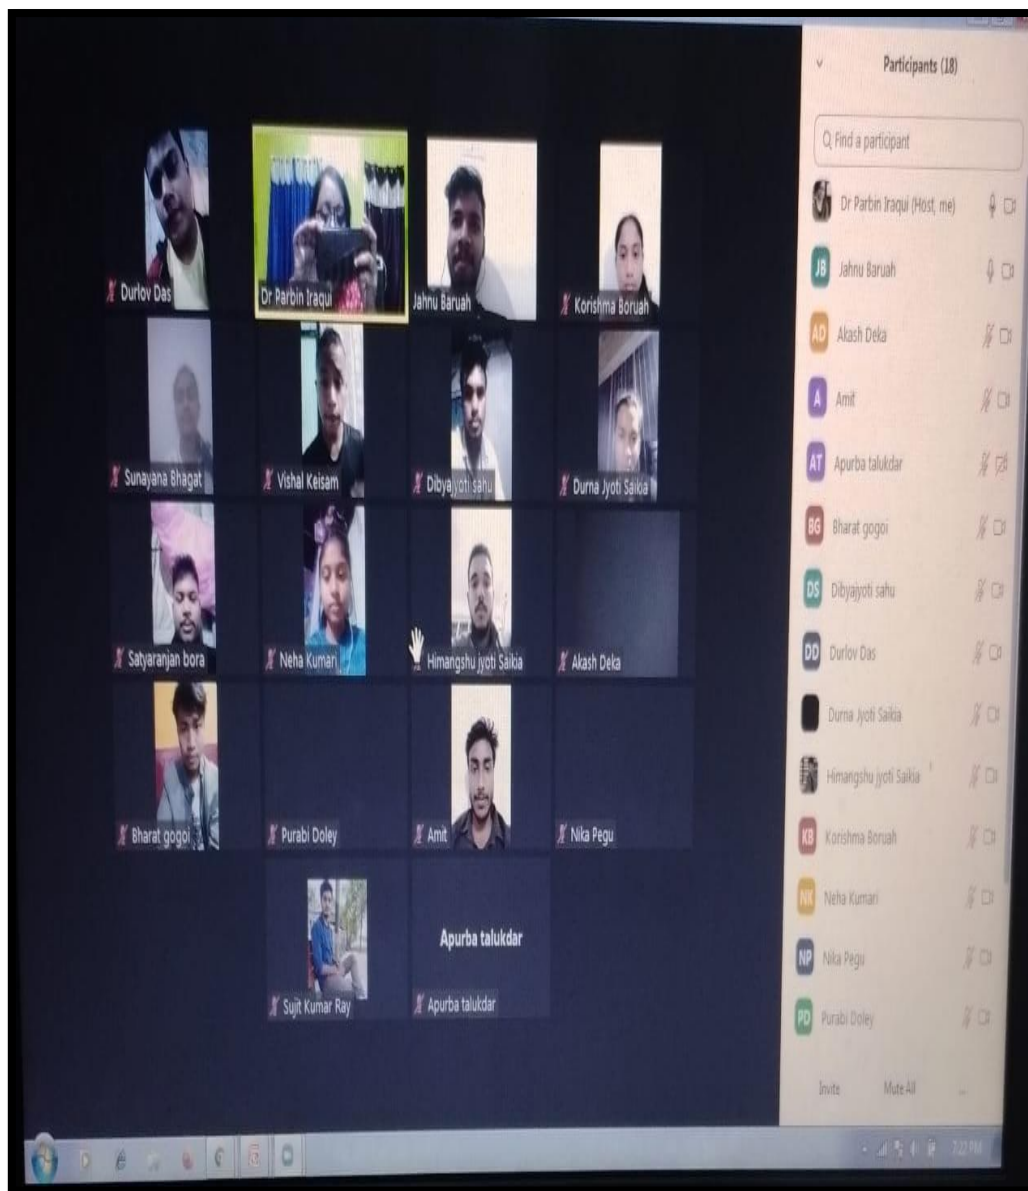 Participants (18)
Find a participant
Durlov Das
Dr Parbin Iraqui
Jahnu Baruah
Korishma Boruah
Sunayana Bhagat
Vishal Keisam
Dibyajyoti sahu
Durna Jyoti Saikia
Satyaranjan bora
Neha Kumari
Himangshu jyoti Saikia
Akash Deka
Bharat gogoi
Purabi Doley
Amit
Nika Pegu
Apurba talukdar
Sujit Kumar Ray
Apurba talukdar
Dr Parbin Iraqui (Host, me)
JB Jahnu Baruah
AD Akash Deka
A Amit
AT Apurba talukdar
BG Bharat gogoi
DS Dibyajyoti sahu
DD Durlov Das
Durna Jyoti Saikia
Himangshu jyoti Saikia
KB Korishma Boruah
NK Neha Kumari
NP Nika Pegu
PD Purabi Doley
Invite Mute All ...
7:22 PM